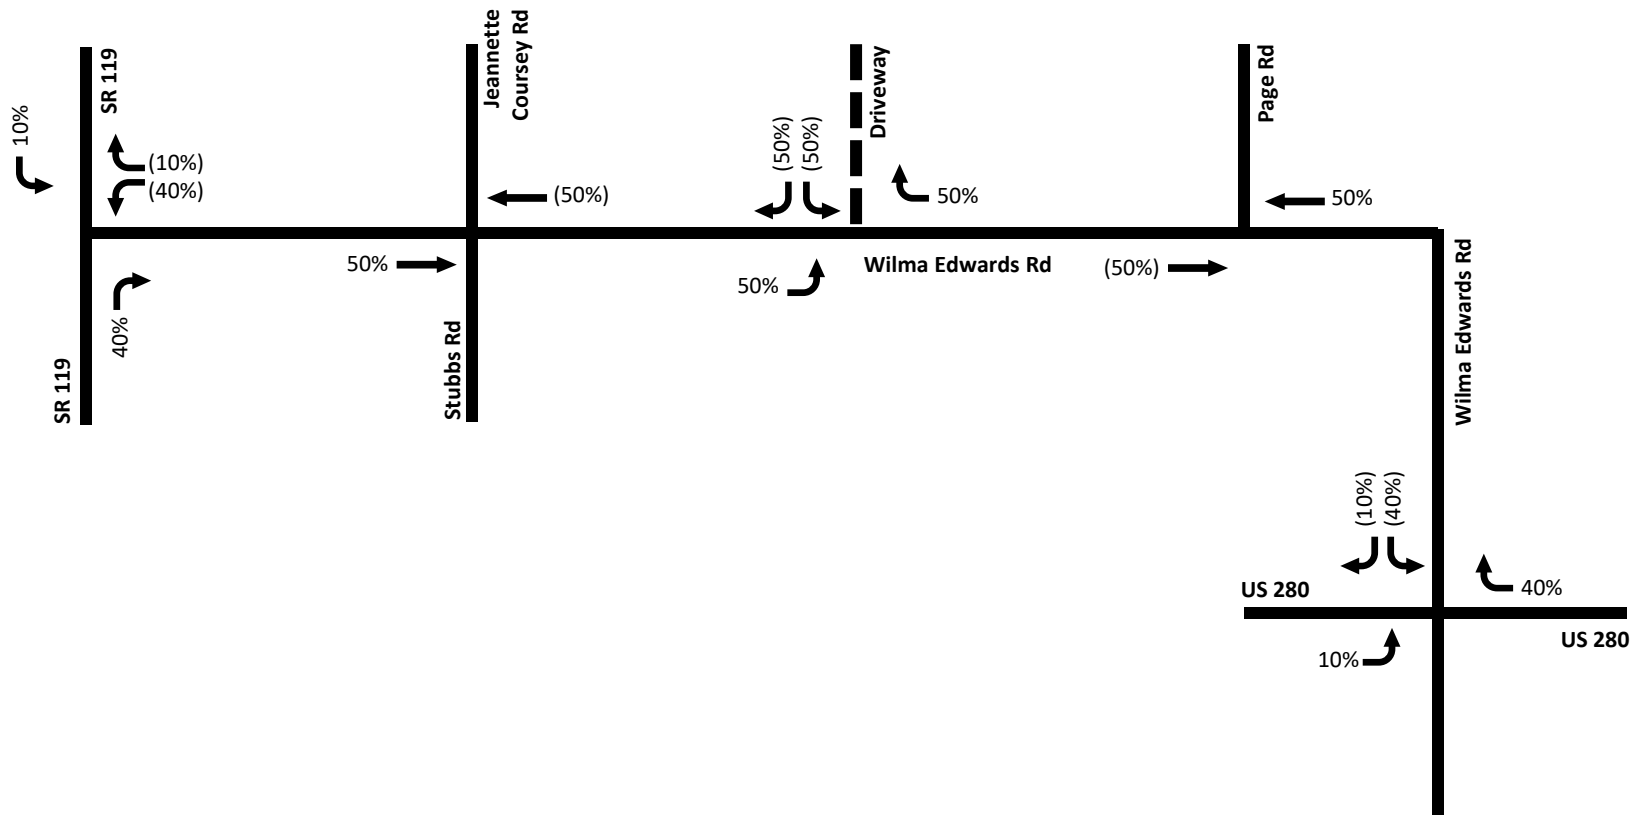 SR 119
10%
(10%)
(40%)
40%
SR 119
Jeannette
Coursey Rd
(50%)
50%
Stubbs Rd
(50%)
(50%)
Driveway
50%
50%
Wilma Edwards Rd
Page Rd
50%
(50%)
Wilma Edwards Rd
(10%)
(40%)
US 280
40%
10%
US 280